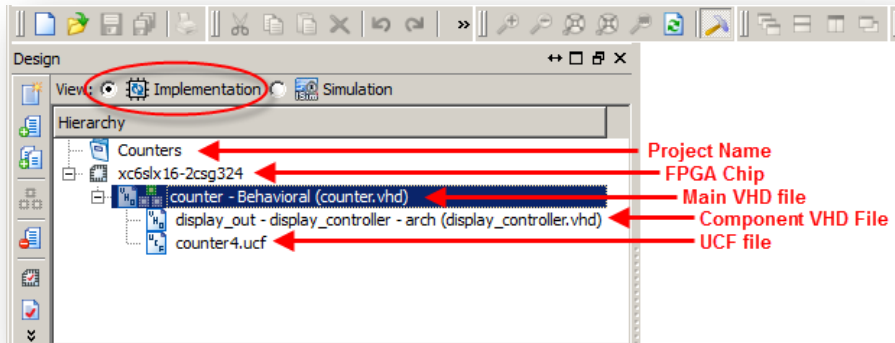 Design
View: Implementation Simulation
Hierarchy
Counters
Project Name
xc6slx16-2csg324
FPGA Chip
counter - Behavioral (counter.vhd)
Main VHD file
display_out - display_controller - arch (display_controller.vhd)
Component VHD File
counter4.ucf
UCF file